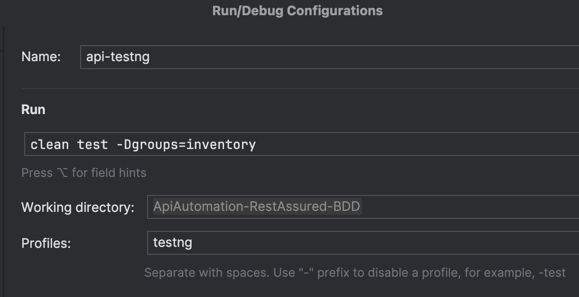 Run/Debug Configurations
Name: api-testng
Run
clean test -Dgroups=inventory
Press ⌥ for field hints
Working directory: ApiAutomation-RestAssured-BDD
Profiles: testng
Separate with spaces. Use "-" prefix to disable a profile, for example, -test